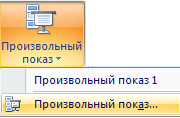 Произвольный
показ
Произвольный показ 1
Произвольный показ...